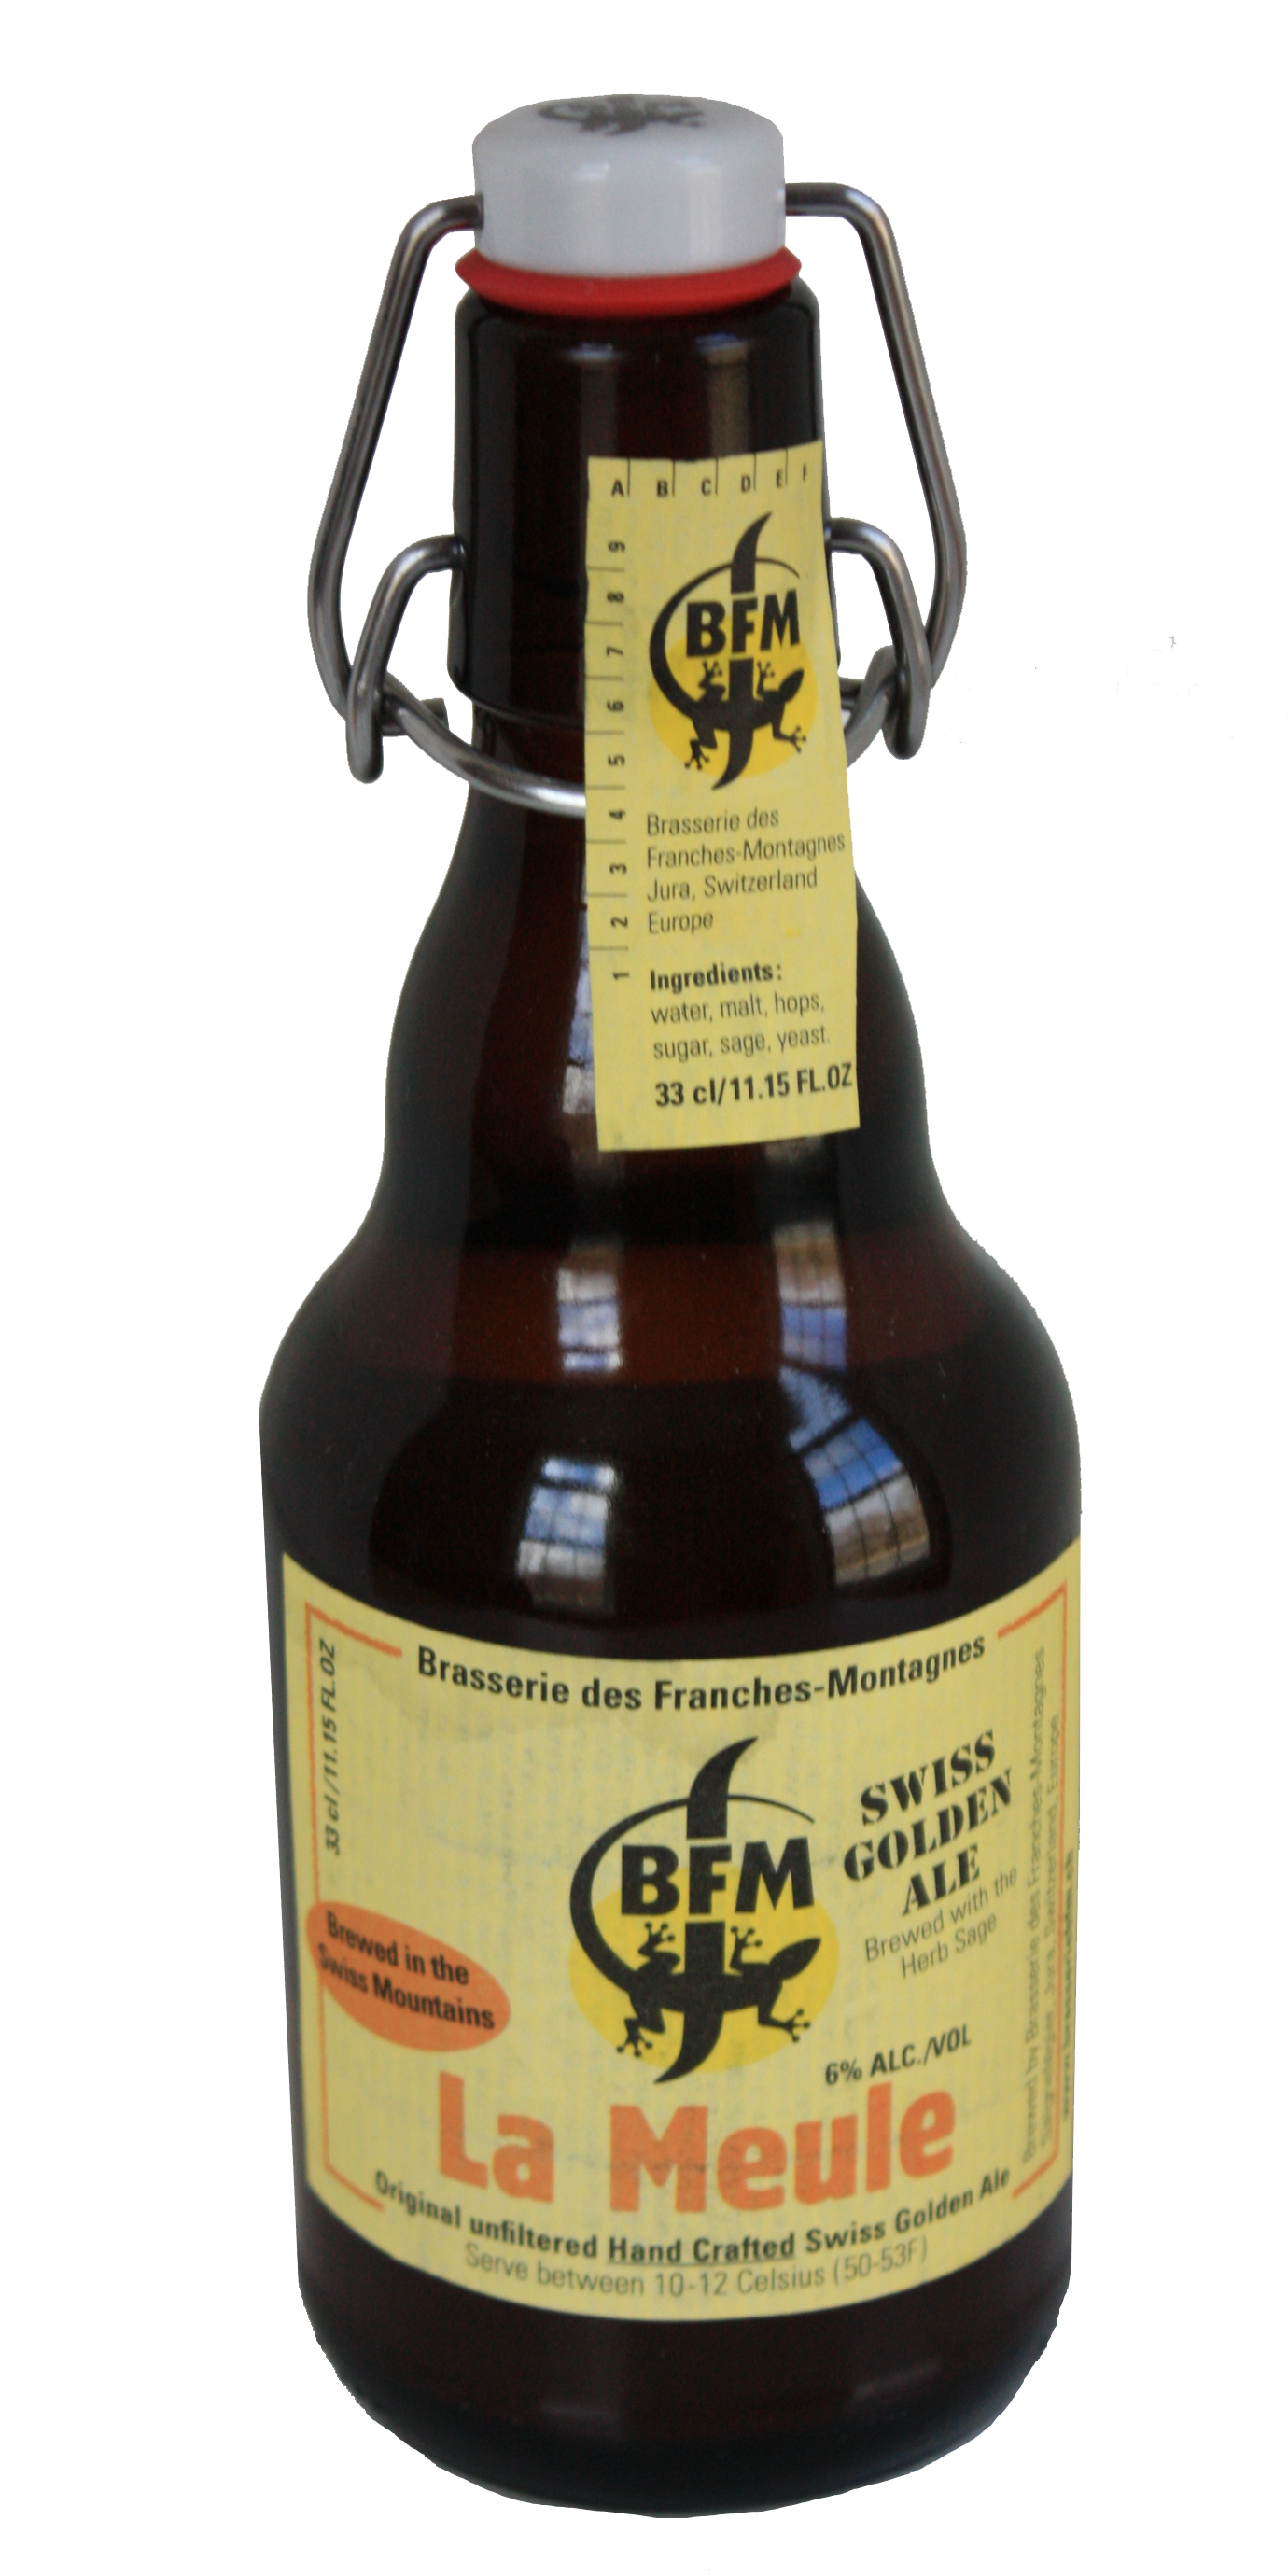 A B C D E F
9
8
7
6
5
4
3
2
1
BFM
Brasserie des
Franches-Montagnes
Jura, Switzerland
Europe
Ingredients:
water, malt, hops,
sugar, sage, yeast.
33 cl/11.15 FL.OZ
Brasserie des Franches-Montagnes
33 cl/11.15 FL.OZ
BFM
SWISS
GOLDEN
ALE
Brewed with the
Herb Sage
Brewed in the
Swiss Mountains
6% ALC./VOL
La Meule
Original unfiltered Hand Crafted Swiss Golden Ale
Serve between 10-12 Celsius (50-53F)
Brewed by Brasserie des Franches-Montagnes
Saignelégier, Jura, Switzerland, Europe